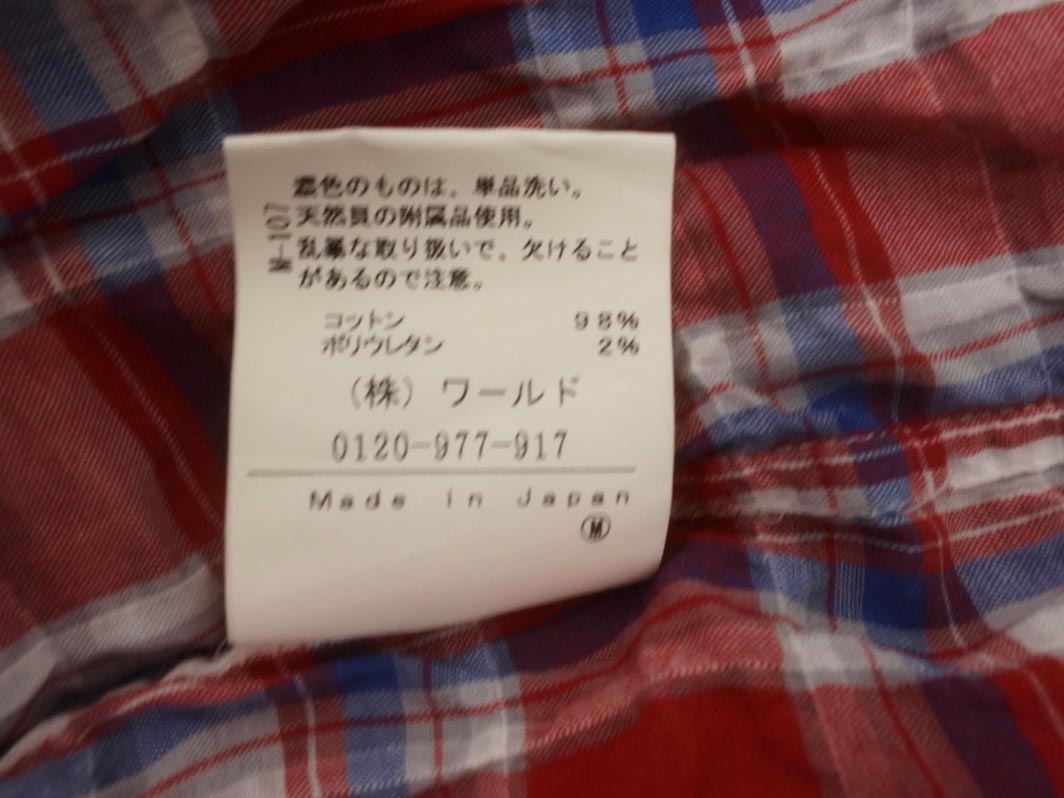 濃色のものは、単品洗い。
天然貝の附属品使用。
乱暴な取り扱いで、欠けること
があるので注意。
M-107
コットン 98%
ポリウレタン 2%
(株)ワールド
0120-977-917
Made in Japan
Ⓜ